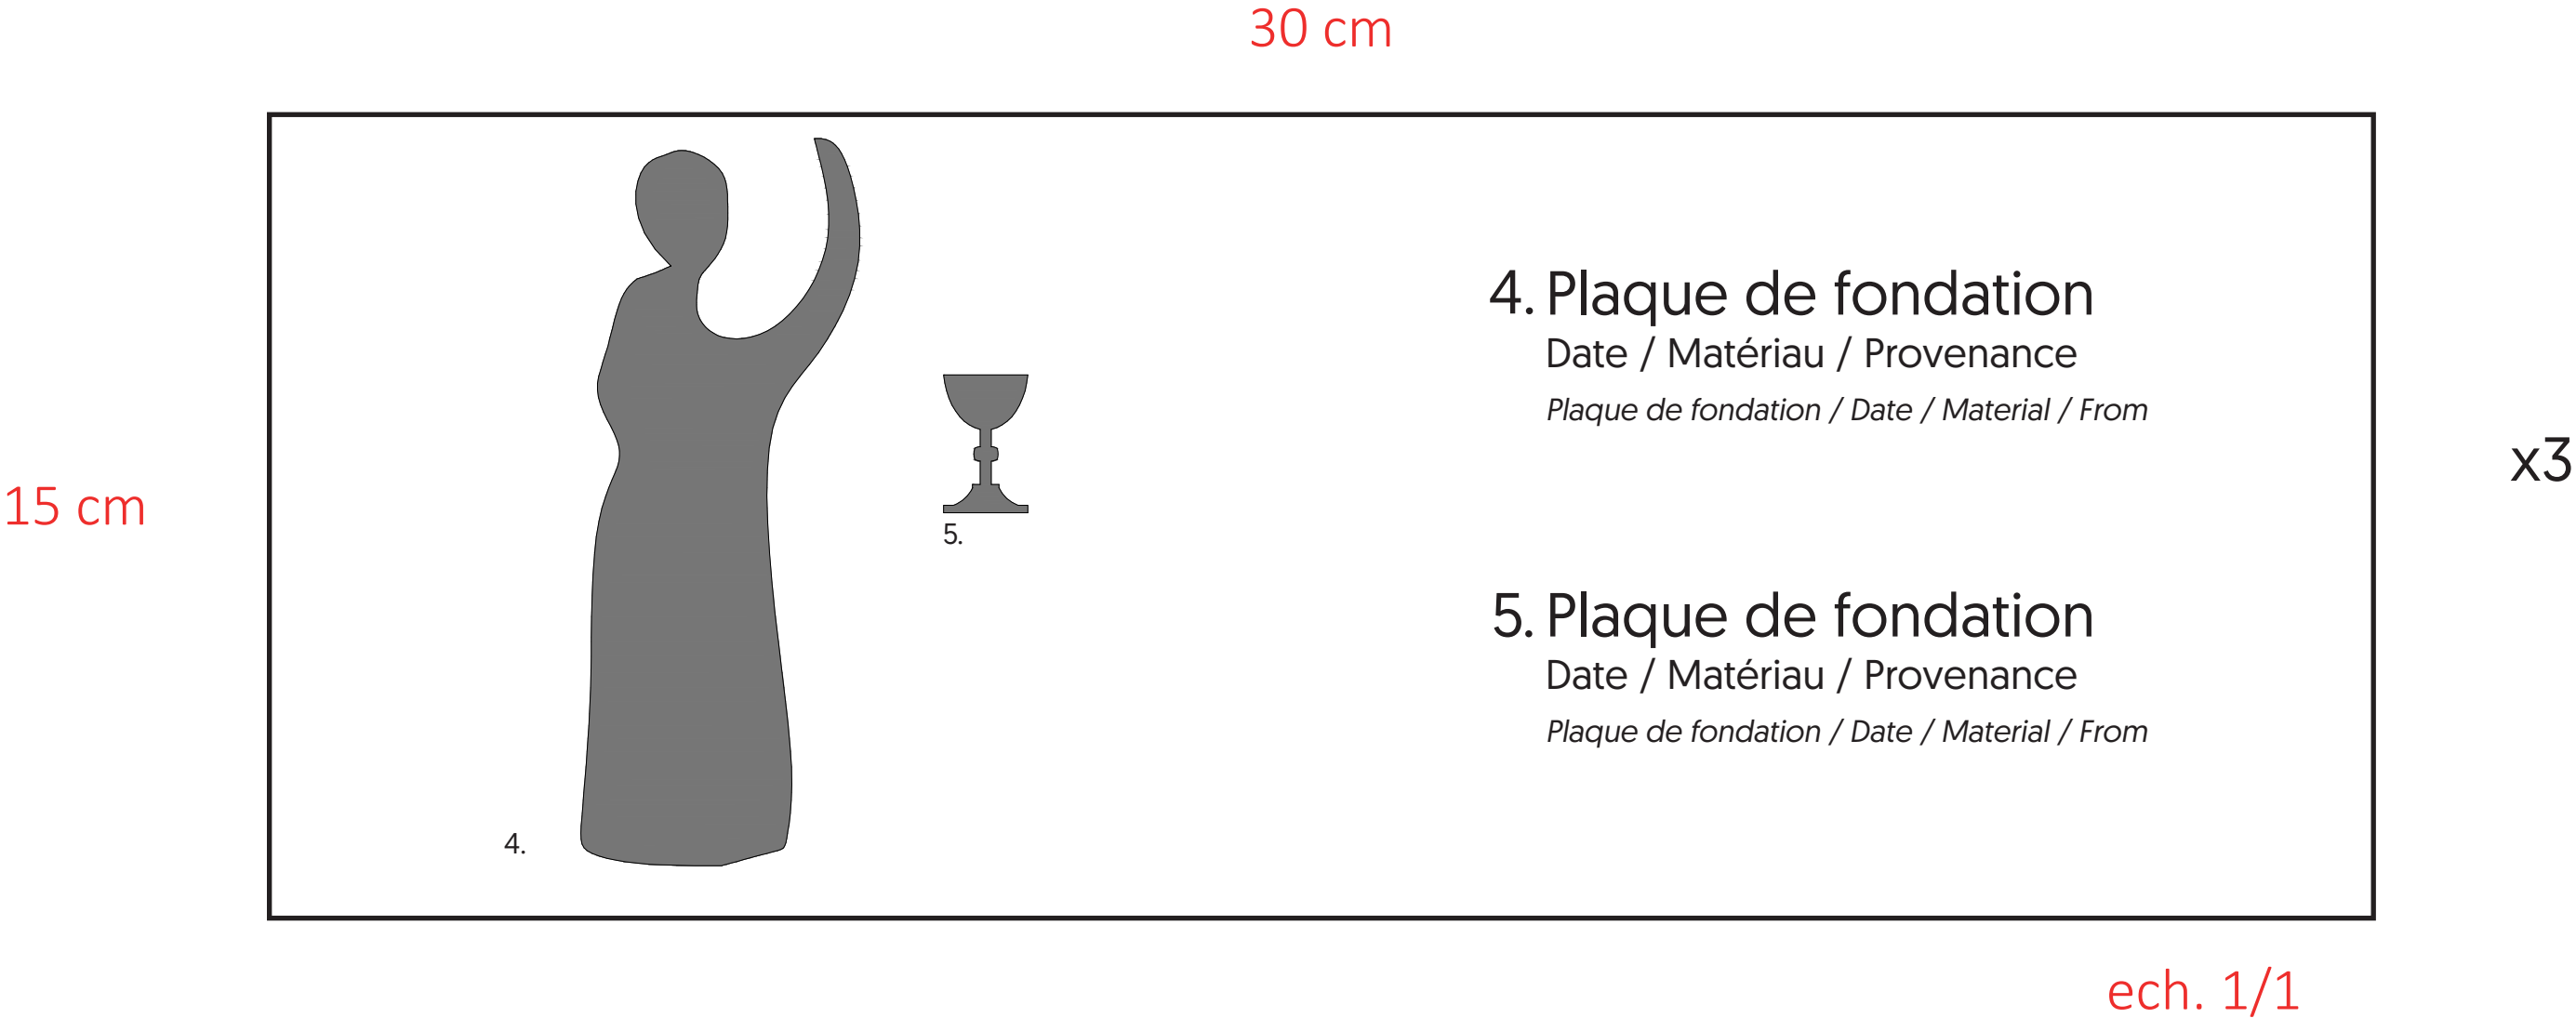 30 cm
15 cm
4.
5.
4. Plaque de fondation
Date / Matériau / Provenance
Plaque de fondation / Date / Material / From
5. Plaque de fondation
Date / Matériau / Provenance
Plaque de fondation / Date / Material / From
x3
ech. 1/1